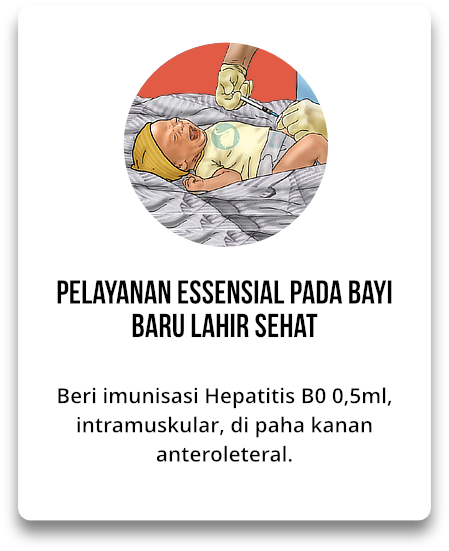 PELAYANAN ESSENSIAL PADA BAYI
BARU LAHIR SEHAT
Beri imunisasi Hepatitis B0 0,5ml,
intramuskular, di paha kanan
anteroleteral.